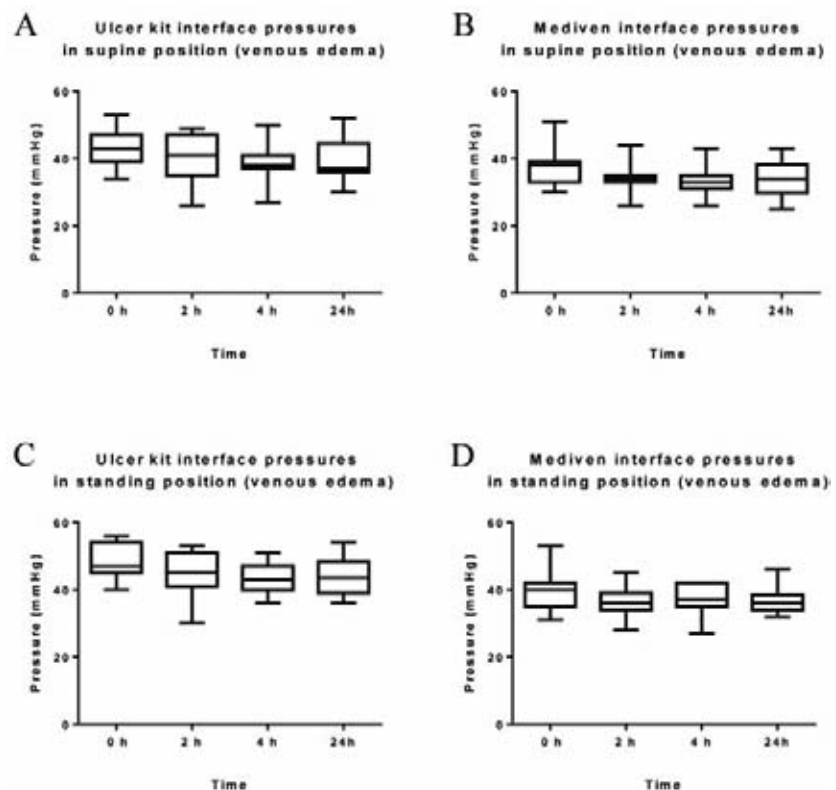 A
Ulcer kit interface pressures
in supine position (venous edema)
Pressure (mmHg)
60
40
20
0
0 h 2 h 4 h 24h
Time
B
Mediven interface pressures
in supine position (venous edema)
Pressure (mmHg)
60
40
20
0
0 h 2 h 4 h 24h
Time
C
Ulcer kit interface pressures
in standing position (venous edema)
Pressure (mmHg)
60
40
20
0
0 h 2 h 4 h 24h
Time
D
Mediven interface pressures
in standing position (venous edema)
Pressure (mmHg)
60
40
20
0
0 h 2 h 4 h 24h
Time